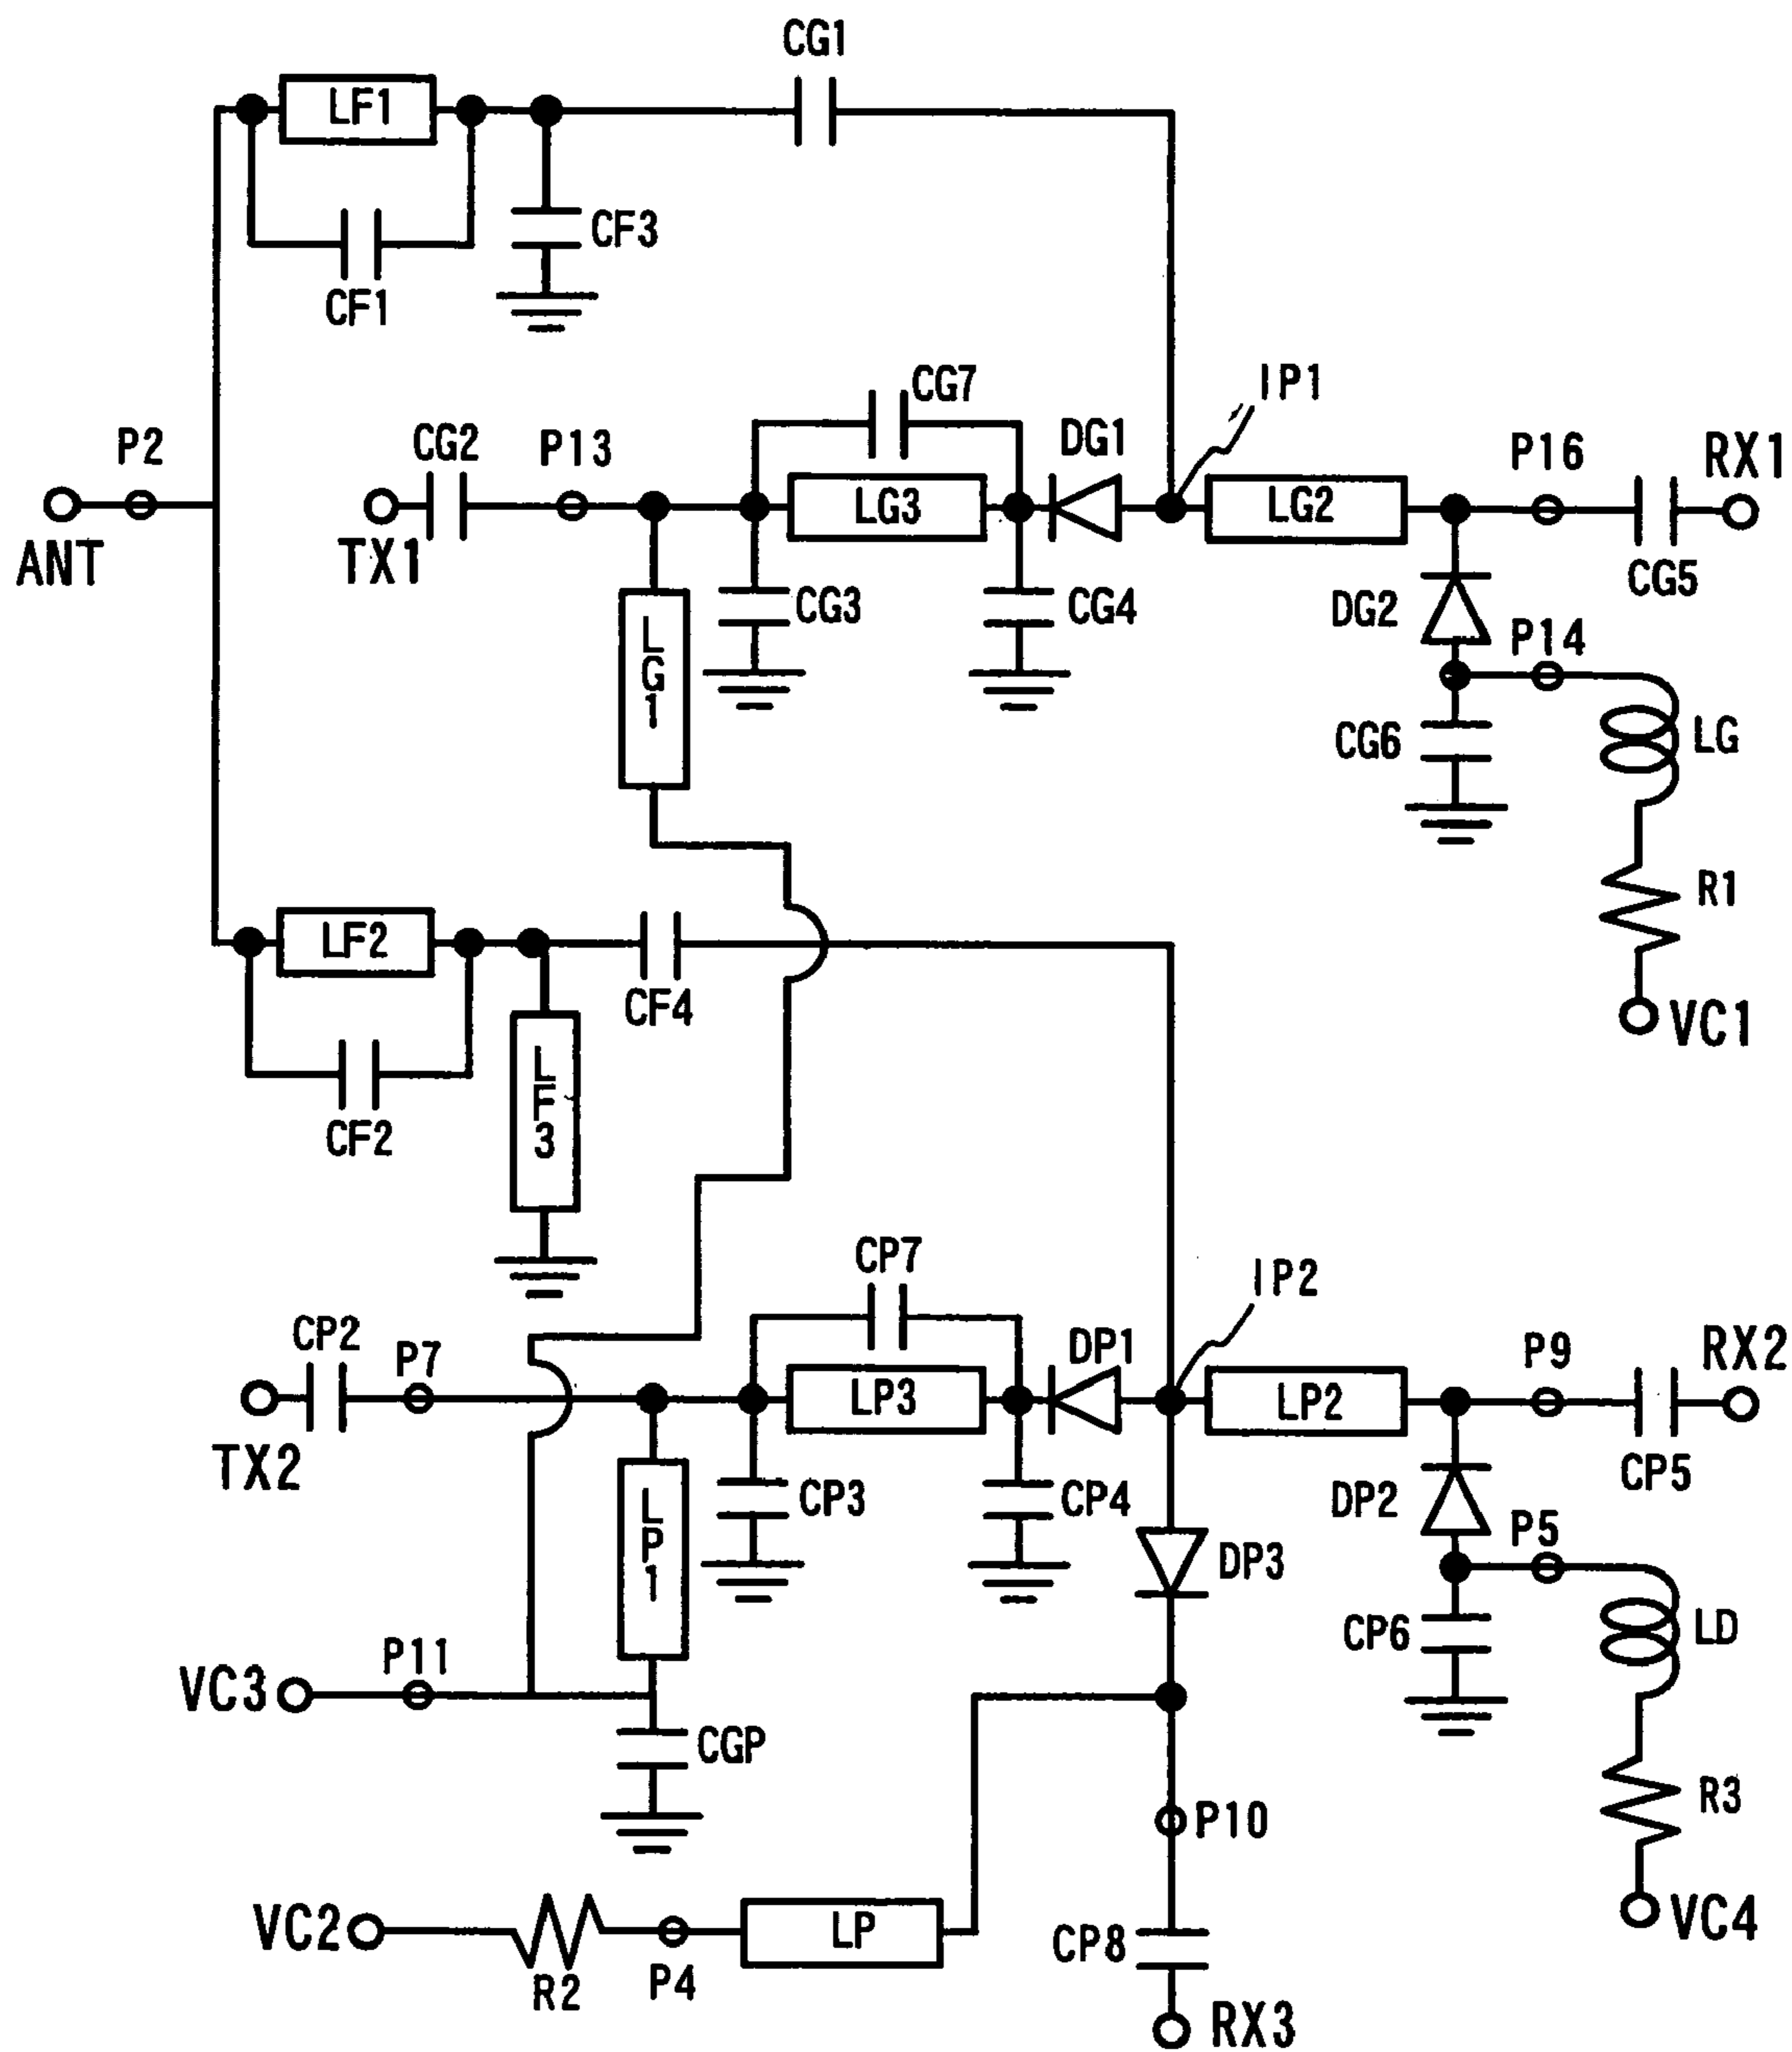 CG1
LF1
CF3
CF1
CG7
IP1
P2
CG2
P13
DG1
P16
RX1
LG3
LG2
ANT
TX1
CG3
CG4
DG2
CG5
LG1
P14
CG6
LG
R1
LF2
CF4
VC1
LF3
CF2
CP7
IP2
CP2
P7
DP1
P9
RX2
LP3
LP2
TX2
CP3
CP4
DP2
CP5
LP1
P5
DP3
P11
CP6
LD
VC3
CGP
R3
P10
VC2
LP
CP8
VC4
R2
P4
RX3